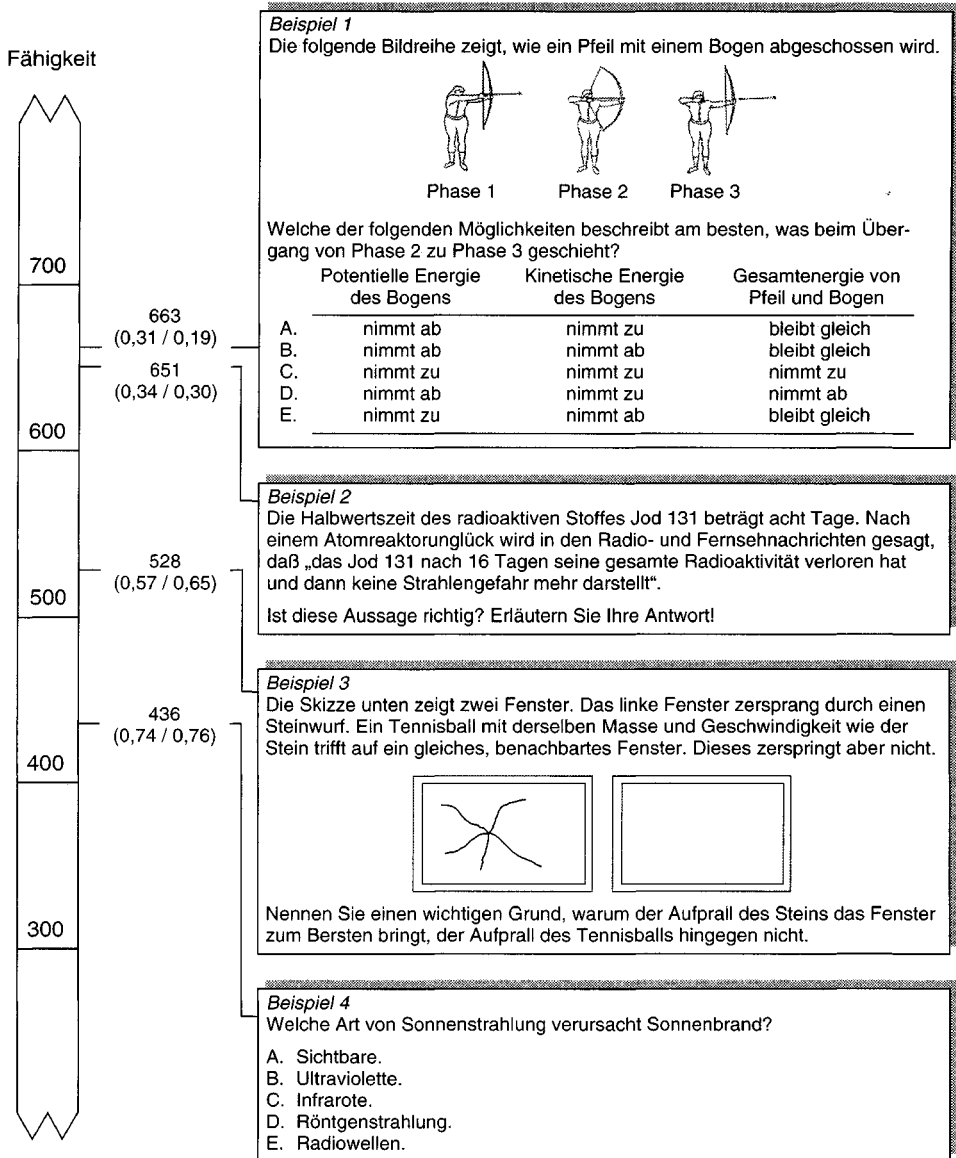 Fähigkeit
700
600
500
400
300
663
(0,31 / 0,19)
651
(0,34 / 0,30)
528
(0,57 / 0,65)
436
(0,74 / 0,76)
Beispiel 1
Die folgende Bildreihe zeigt, wie ein Pfeil mit einem Bogen abgeschossen wird.
Phase 1 Phase 2 Phase 3
Welche der folgenden Möglichkeiten beschreibt am besten, was beim Über-
gang von Phase 2 zu Phase 3 geschieht?
Potentielle Energie Kinetische Energie Gesamtenergie von
des Bogens des Bogens Pfeil und Bogen
A. nimmt ab nimmt zu bleibt gleich
B. nimmt ab nimmt ab bleibt gleich
C. nimmt zu nimmt zu nimmt zu
D. nimmt ab nimmt zu nimmt ab
E. nimmt zu nimmt ab bleibt gleich
Beispiel 2
Die Halbwertszeit des radioaktiven Stoffes Jod 131 beträgt acht Tage. Nach
einem Atomreaktorunglück wird in den Radio- und Fernsehnachrichten gesagt,
daß „das Jod 131 nach 16 Tagen seine gesamte Radioaktivität verloren hat
und dann keine Strahlengefahr mehr darstellt“.
Ist diese Aussage richtig? Erläutern Sie Ihre Antwort!
Beispiel 3
Die Skizze unten zeigt zwei Fenster. Das linke Fenster zersprang durch einen
Steinwurf. Ein Tennisball mit derselben Masse und Geschwindigkeit wie der
Stein trifft auf ein gleiches, benachbartes Fenster. Dieses zerspringt aber nicht.
Nennen Sie einen wichtigen Grund, warum der Aufprall des Steins das Fenster
zum Bersten bringt, der Aufprall des Tennisballs hingegen nicht.
Beispiel 4
Welche Art von Sonnenstrahlung verursacht Sonnenbrand?
A. Sichtbare.
B. Ultraviolette.
C. Infrarote.
D. Röntgenstrahlung.
E. Radiowellen.